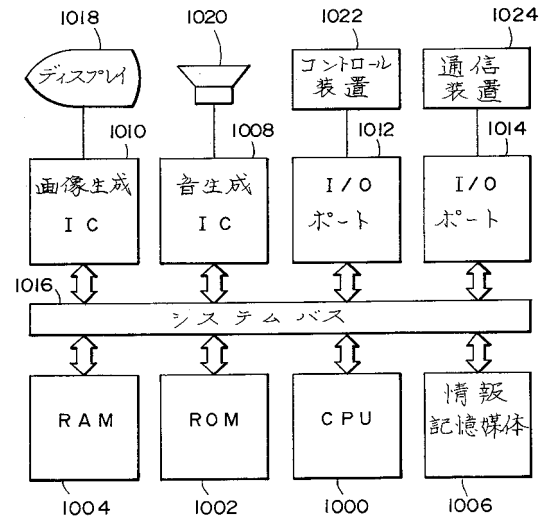 1018
1020
1022
1024
ディスプレイ
コントロール
装置
通信
装置
1010
1008
1012
1014
画像生成
IC
音生成
IC
I/O
ポート
I/O
ポート
1016
システムバス
RAM
ROM
CPU
情報
記憶媒体
1004
1002
1000
1006